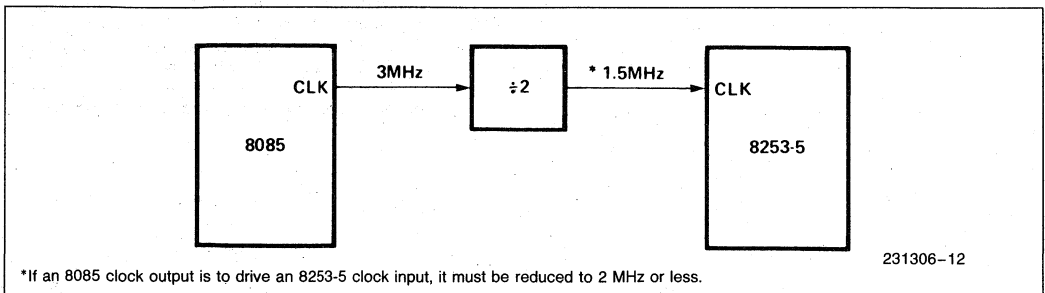 3MHz
÷2
* 1.5MHz
CLK
CLK
8085
8253-5
231306-12
*If an 8085 clock output is to drive an 8253-5 clock input, it must be reduced to 2 MHz or less.